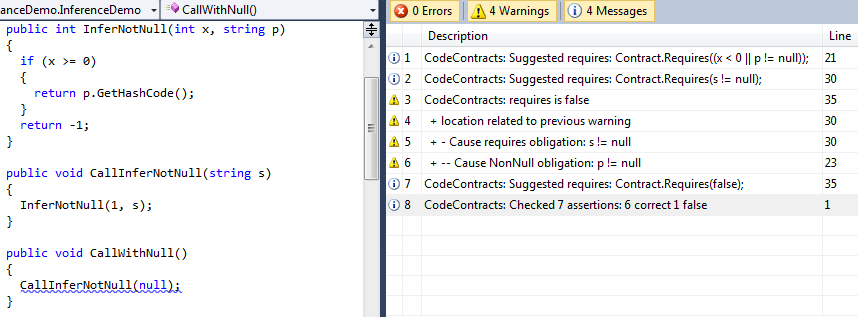 anceDemo.InferenceDemo
CallWithNull()
public int InferNotNull(int x, string p)
{
if (x >= 0)
{
return p.GetHashCode();
}
return -1;
}
public void CallInferNotNull(string s)
{
InferNotNull(1, s);
}
public void CallWithNull()
{
CallInferNotNull(null);
}
0 Errors
4 Warnings
4 Messages
Description Line
1 CodeContracts: Suggested requires: Contract.Requires((x < 0 || p != null)); 21
2 CodeContracts: Suggested requires: Contract.Requires(s != null); 30
3 CodeContracts: requires is false 35
4 + location related to previous warning 30
5 + - Cause requires obligation: s != null 30
6 + -- Cause NonNull obligation: p != null 23
7 CodeContracts: Suggested requires: Contract.Requires(false); 35
8 CodeContracts: Checked 7 assertions: 6 correct 1 false 1